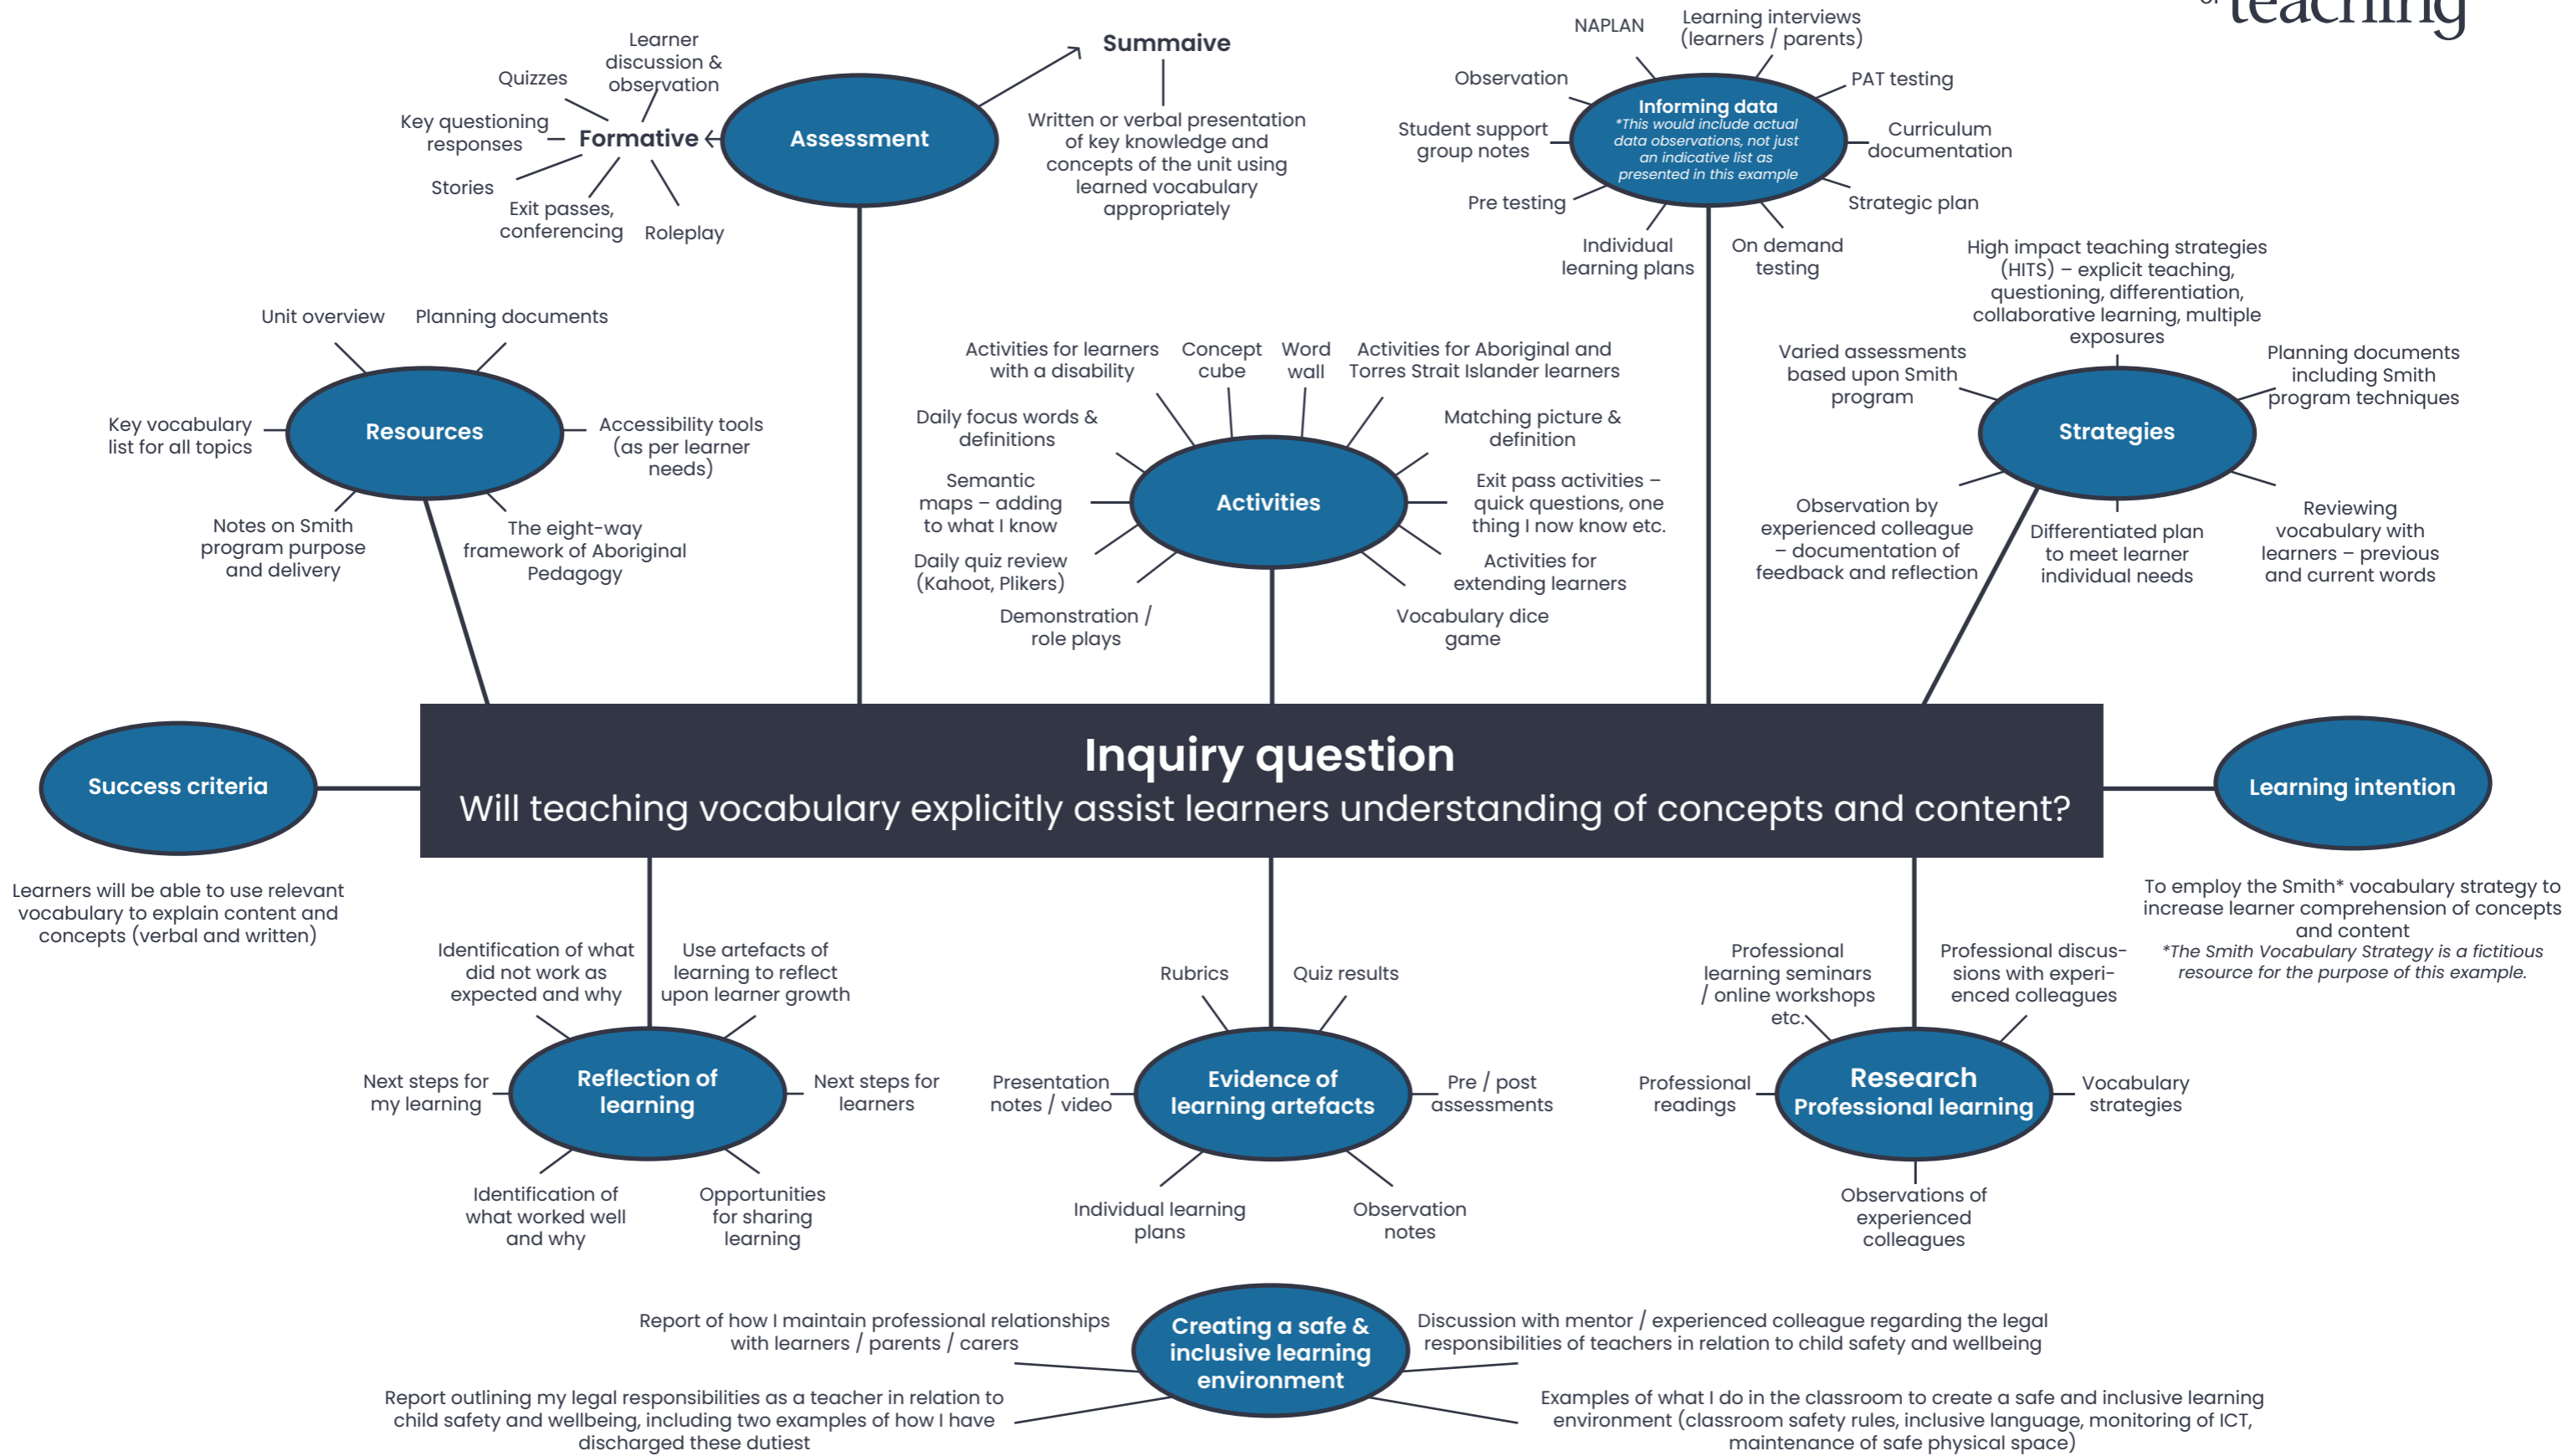 of teaching
Learner
discussion &
observation
Quizzes
Key questioning
responses
Formative
Stories
Exit passes,
conferencing
Roleplay
Assessment
Summaive
Written or verbal presentation
of key knowledge and
concepts of the unit using
learned vocabulary
appropriately
NAPLAN
Learning interviews
(learners / parents)
Observation
PAT testing
Student support
group notes
Informing data
*This would include actual
data observations, not just
an indicative list as
presented in this example
Curriculum
documentation
Pre testing
Strategic plan
Individual
learning plans
On demand
testing
Unit overview
Planning documents
Key vocabulary
list for all topics
Resources
Accessibility tools
(as per learner
needs)
Notes on Smith
program purpose
and delivery
The eight-way
framework of Aboriginal
Pedagogy
Activities for learners
with a disability
Concept
cube
Word
wall
Activities for Aboriginal and
Torres Strait Islander learners
Daily focus words &
definitions
Matching picture &
definition
Semantic
maps – adding
to what I know
Activities
Exit pass activities –
quick questions, one
thing I now know etc.
Daily quiz review
(Kahoot, Plikers)
Activities for
extending learners
Demonstration /
role plays
Vocabulary dice
game
High impact teaching strategies
(HITS) – explicit teaching,
questioning, differentiation,
collaborative learning, multiple
exposures
Varied assessments
based upon Smith
program
Planning documents
including Smith
program techniques
Strategies
Observation by
experienced colleague
– documentation of
feedback and reflection
Differentiated plan
to meet learner
individual needs
Reviewing
vocabulary with
learners – previous
and current words
Inquiry question
Will teaching vocabulary explicitly assist learners understanding of concepts and content?
Success criteria
Learners will be able to use relevant
vocabulary to explain content and
concepts (verbal and written)
Learning intention
To employ the Smith* vocabulary strategy to
increase learner comprehension of concepts
and content
*The Smith Vocabulary Strategy is a fictitious
resource for the purpose of this example.
Identification of what
did not work as
expected and why
Use artefacts of
learning to reflect
upon learner growth
Next steps for
my learning
Reflection of
learning
Next steps for
learners
Identification of
what worked well
and why
Opportunities
for sharing
learning
Rubrics
Quiz results
Presentation
notes / video
Evidence of
learning artefacts
Pre / post
assessments
Individual learning
plans
Observation
notes
Professional
learning seminars
/ online workshops
etc.
Professional discus-
sions with experi-
enced colleagues
Professional
readings
Research
Professional learning
Vocabulary
strategies
Observations of
experienced
colleagues
Report of how I maintain professional relationships
with learners / parents / carers
Creating a safe &
inclusive learning
environment
Discussion with mentor / experienced colleague regarding the legal
responsibilities of teachers in relation to child safety and wellbeing
Report outlining my legal responsibilities as a teacher in relation to
child safety and wellbeing, including two examples of how I have
discharged these dutiest
Examples of what I do in the classroom to create a safe and inclusive learning
environment (classroom safety rules, inclusive language, monitoring of ICT,
maintenance of safe physical space)